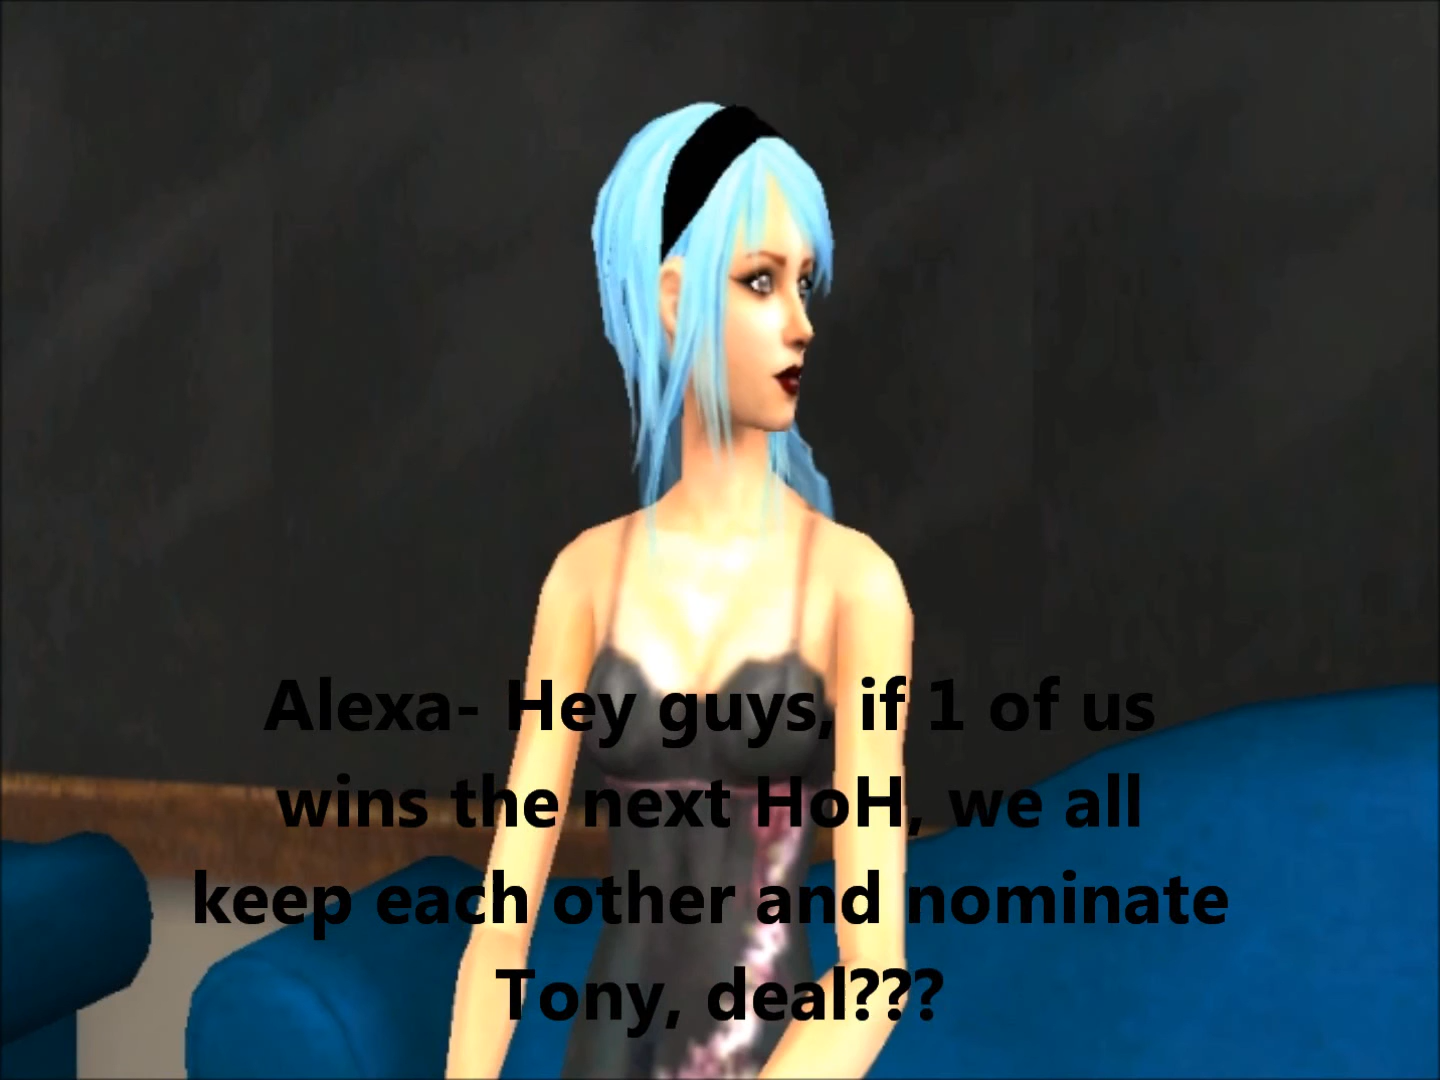 Alexa- Hey guys, if 1 of us
wins the next HoH, we all
keep each other and nominate
Tony, deal???